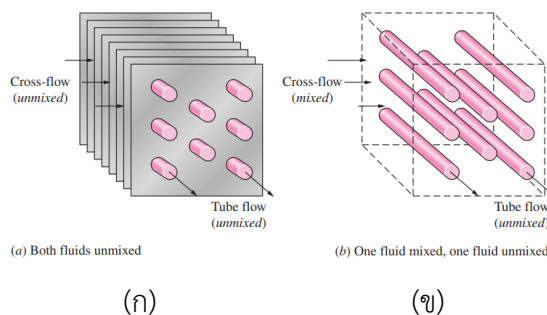 Cross-flow
(unmixed)
Tube flow
(unmixed)
(a) Both fluids unmixed
(ก)
Cross-flow
(mixed)
Tube flow
(unmixed)
(b) One fluid mixed, one fluid unmixed
(ข)